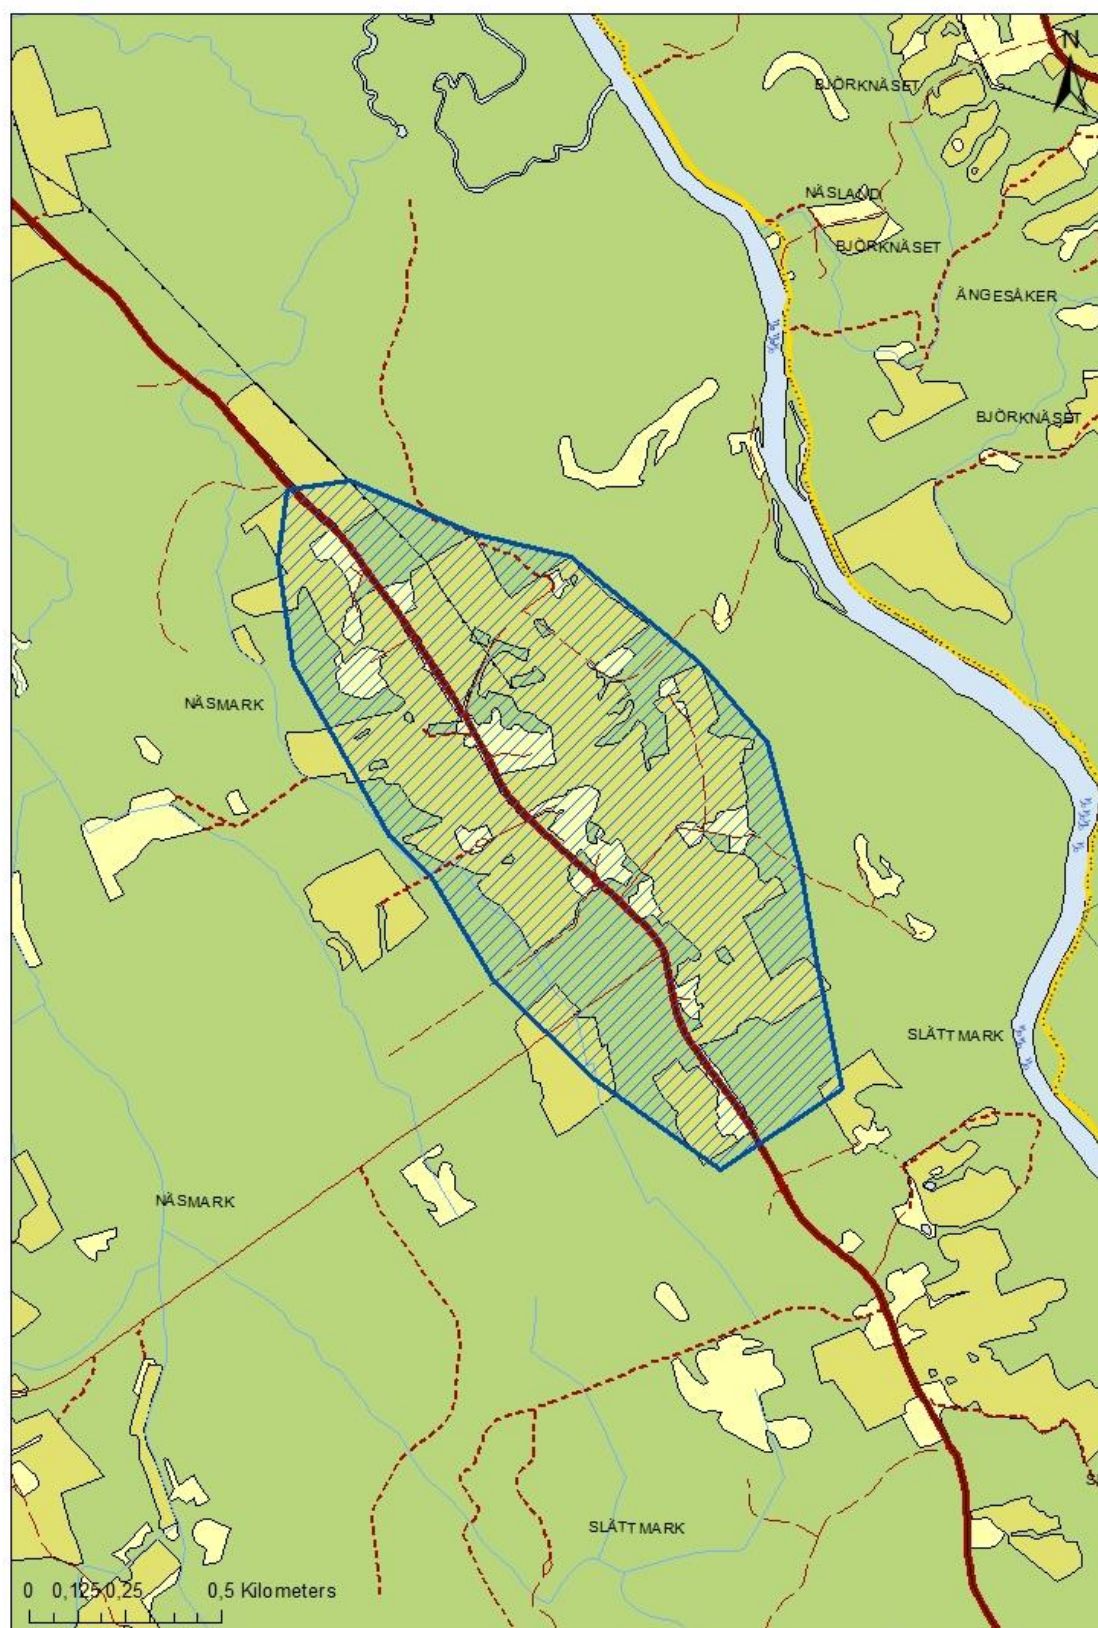 N
BJÖRKNÄSET
NÄSLAND
BJÖRKNÄSET
ÄNGESÅKER
BJÖRKNÄSET
NÄSMARK
SLÄTTMARK
NÄSMARK
SLÄTTMARK
0 0,125 0,25 0,5 Kilometers